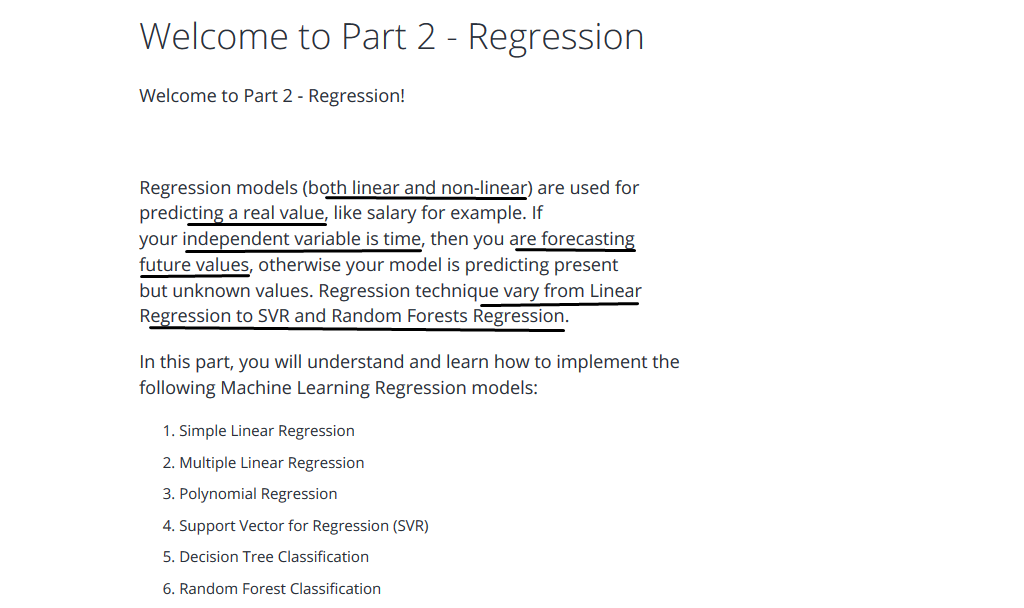 Welcome to Part 2 - Regression
Welcome to Part 2 - Regression!
Regression models (both linear and non-linear) are used for
predicting a real value, like salary for example. If
your independent variable is time, then you are forecasting
future values, otherwise your model is predicting present
but unknown values. Regression technique vary from Linear
Regression to SVR and Random Forests Regression.
In this part, you will understand and learn how to implement the
following Machine Learning Regression models:
1. Simple Linear Regression
2. Multiple Linear Regression
3. Polynomial Regression
4. Support Vector for Regression (SVR)
5. Decision Tree Classification
6. Random Forest Classification